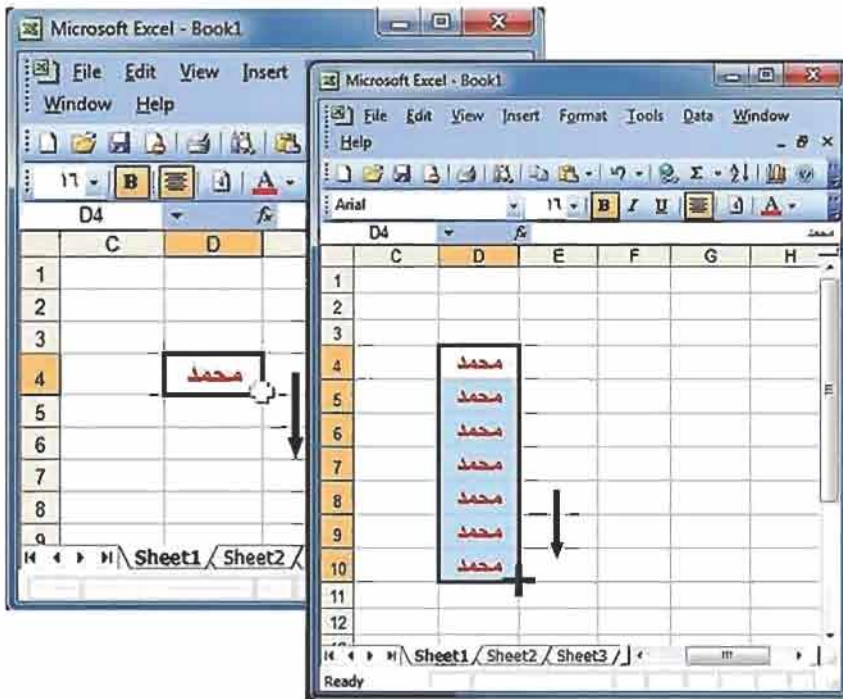 Microsoft Excel - Book1
File Edit View Insert
Window Help
١٦ B A
D4 fx
C D
1
2
3
4 محمد
5
6
7
8
9
Sheet1 / Sheet2 /
Microsoft Excel - Book1
File Edit View Insert Format Tools Data Window
Help
Σ
Arial ١٦ B I U A
D4 fx محمد
C D E F G H
1
2
3
4 محمد
5 محمد
6 محمد
7 محمد
8 محمد
9 محمد
10 محمد
11
12
Sheet1 / Sheet2 / Sheet3 /
Ready